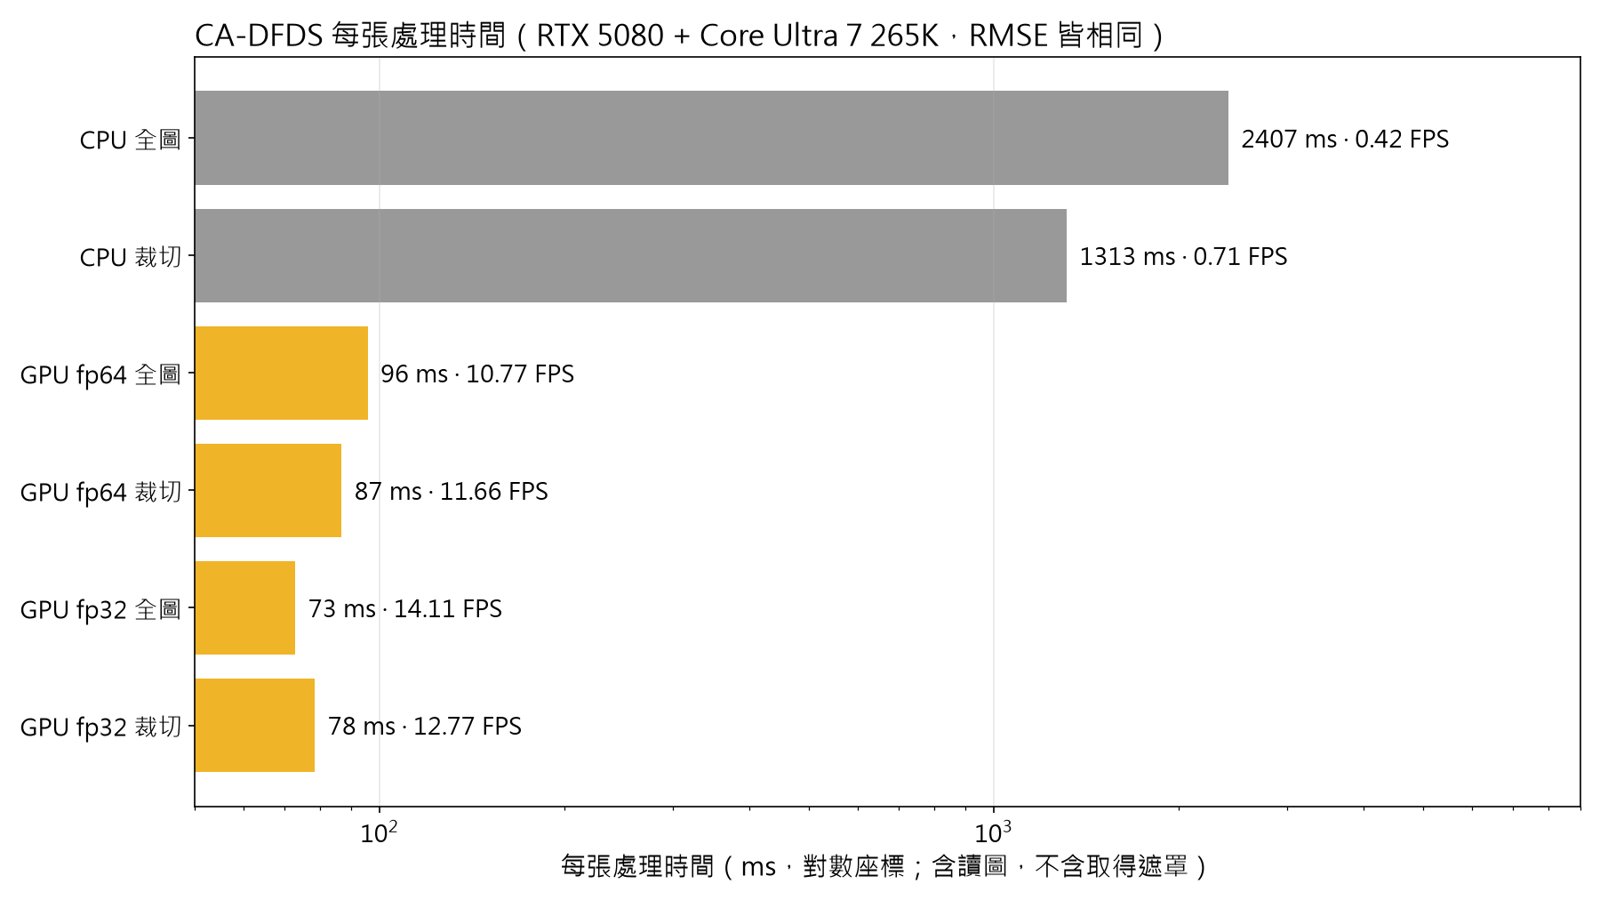 CA-DFDS 每張處理時間（RTX 5080 + Core Ultra 7 265K，RMSE 皆相同）
CPU 全圖
2407 ms · 0.42 FPS
CPU 裁切
1313 ms · 0.71 FPS
GPU fp64 全圖
96 ms · 10.77 FPS
GPU fp64 裁切
87 ms · 11.66 FPS
GPU fp32 全圖
73 ms · 14.11 FPS
GPU fp32 裁切
78 ms · 12.77 FPS
10² 10³
每張處理時間（ms，對數座標；含讀圖，不含取得遮罩）